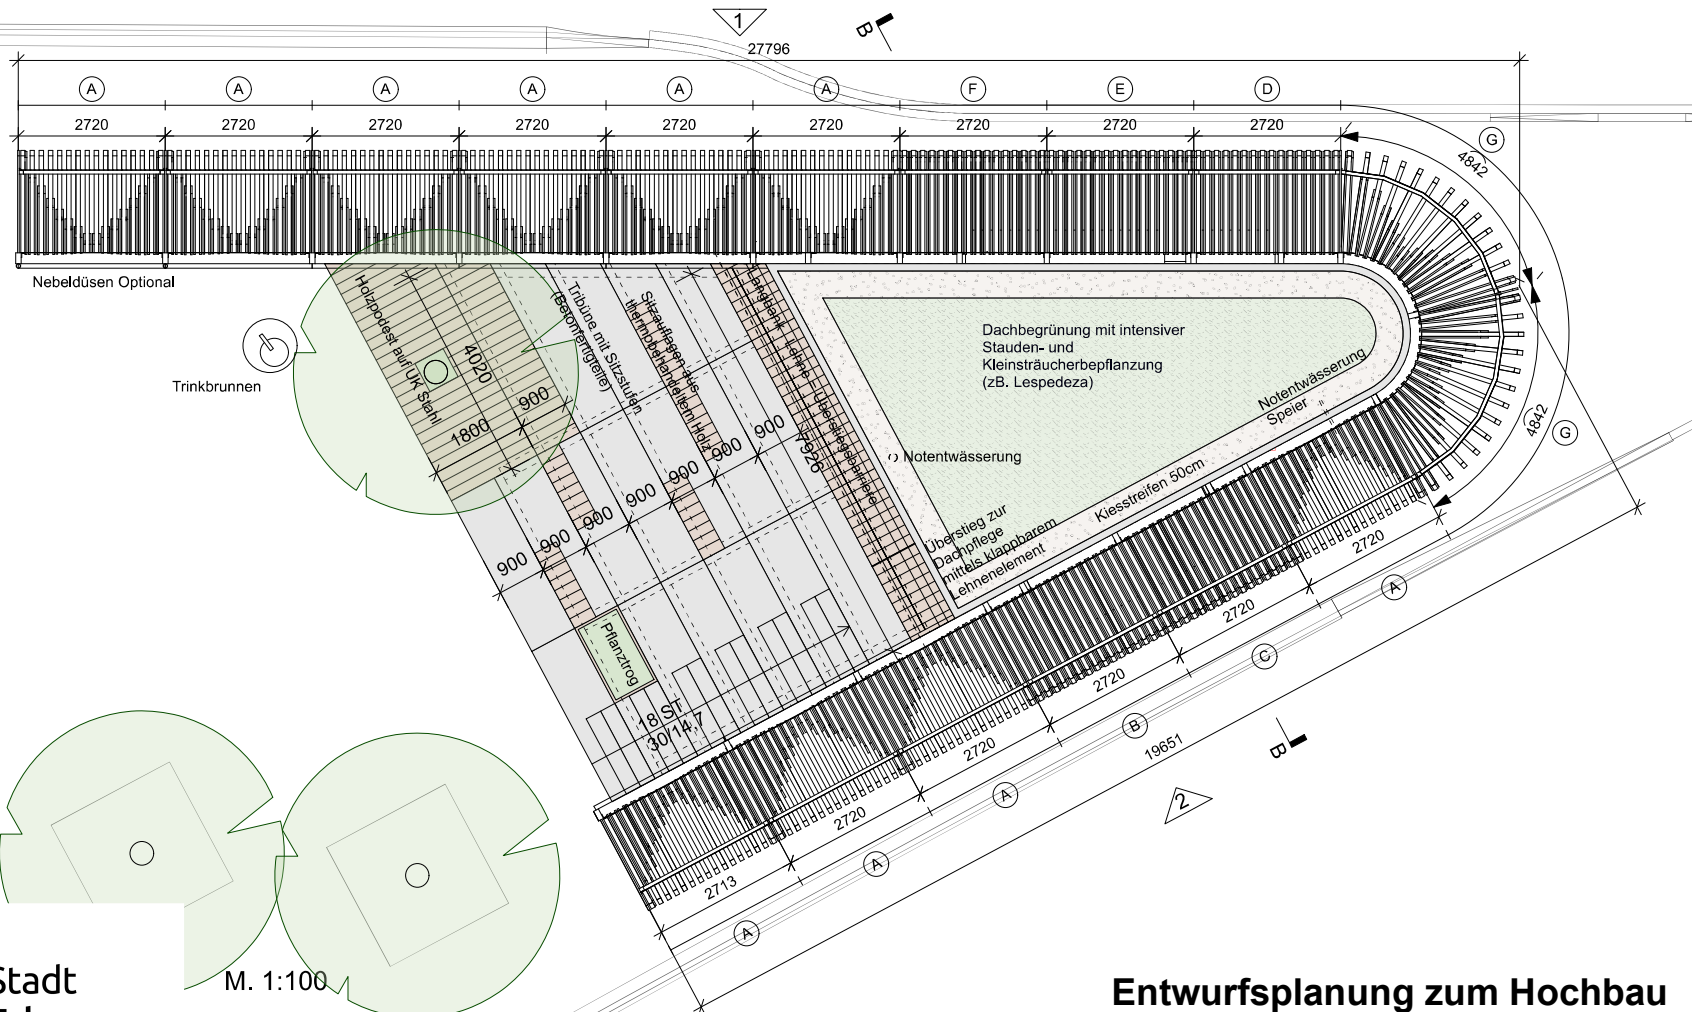 1
B
27796
A
A
A
A
A
A
F
E
D
G
2720
2720
2720
2720
2720
2720
2720
2720
2720
4842
Nebeldüsen Optional
Trinkbrunnen
Holzpodest auf UK Stahl
4020
900
1800
Tribüne mit Sitzstufen
(Betonfertigteile)
Sitzauflagen aus
thermobehandeltem Holz
Langbank - Lehne - Überstiegsbarriere
7926
900
900
900
900
900
900
900
Dachbegrünung mit intensiver
Stauden- und
Kleinsträucherbepflanzung
(zB. Lespedeza)
Notentwässerung
Speier
Notentwässerung
Kiesstreifen 50cm
Überstieg zur
Dachpflege
mittels klappbarem
Lehnenelement
4842
G
Pflanztrog
18 ST
30/14,7
2720
2720
2720
2720
2720
2713
A
C
B
A
A
A
19651
B
2
Stadt
M. 1:100
Entwurfsplanung zum Hochbau